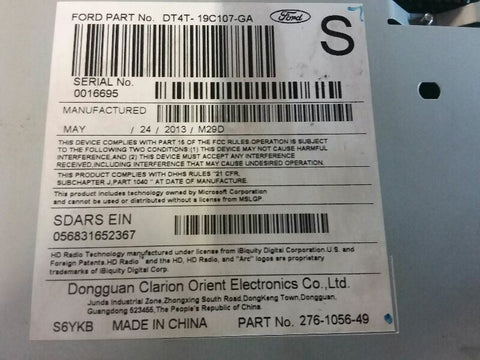 FORD PART No. DT4T- 19C107-GA
Ford
S
SERIAL No.
0016695
MANUFACTURED
MAY / 24 / 2013 / M29D
THIS DEVICE COMPLIES WITH PART 15 OF THE FCC RULES OPERATION IS SUBJECT
TO THE FOLLOWING TWO CONDITIONS (1) THIS DEVICE MAY NOT CAUSE HARMFUL
INTERFERENCE,AND (2) THIS DEVICE MUST ACCEPT ANY INTERFERENCE
RECEIVED,INCLUDING INTERFERENCE THAT MAY CAUSE UNDESIRED OPERATION.
THIS PRODUCT COMPLIES WITH DHHS RULES "21 CFR,
SUBCHAPTER J,PART 1040 " AT DATE OF MANUFACTURE.
This product includes technology owned by Microsoft Corporation
and cannot be used or distributed without a license from MSLGP
SDARS EIN
056831652367
HD Radio Technology manufactured under license from iBiquity Digital Corporation.U.S. and
Foreign Patents.HD Radio™ and the HD, HD Radio, and "Arc" logos are proprietary
trademarks of iBiquity Digital Corp.
Dongguan Clarion Orient Electronics Co.,Ltd.
Junda Industrial Zone,Zhongxing South Road,DongKeng Town,Dongguan,
Guangdong 523455,The People's Republic of China.
S6YKB MADE IN CHINA PART No. 276-1056-49